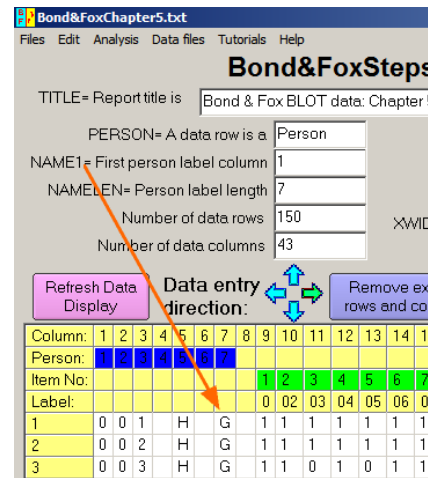 Bond&FoxChapter5.txt
Files Edit Analysis Data files Tutorials Help
Bond&FoxSteps
TITLE= Report title is Bond & Fox BLOT data: Chapter
PERSON= A data row is a Person
NAME1= First person label column 1
NAMELEN= Person label length 7
Number of data rows 150
XWID
Number of data columns 43
Refresh Data Display
Data entry direction:
Remove ex
rows and co
Column: 1 2 3 4 5 6 7 8 9 10 11 12 13 14 1
Person: 1 2 3 4 5 6 7
Item No: 1 2 3 4 5 6 7
Label: 0 02 03 04 05 06 0
1 0 0 1 H G 1 1 1 1 1 1 1
2 0 0 2 H G 1 1 1 1 1 1 1
3 0 0 3 H G 1 1 0 1 0 1 1